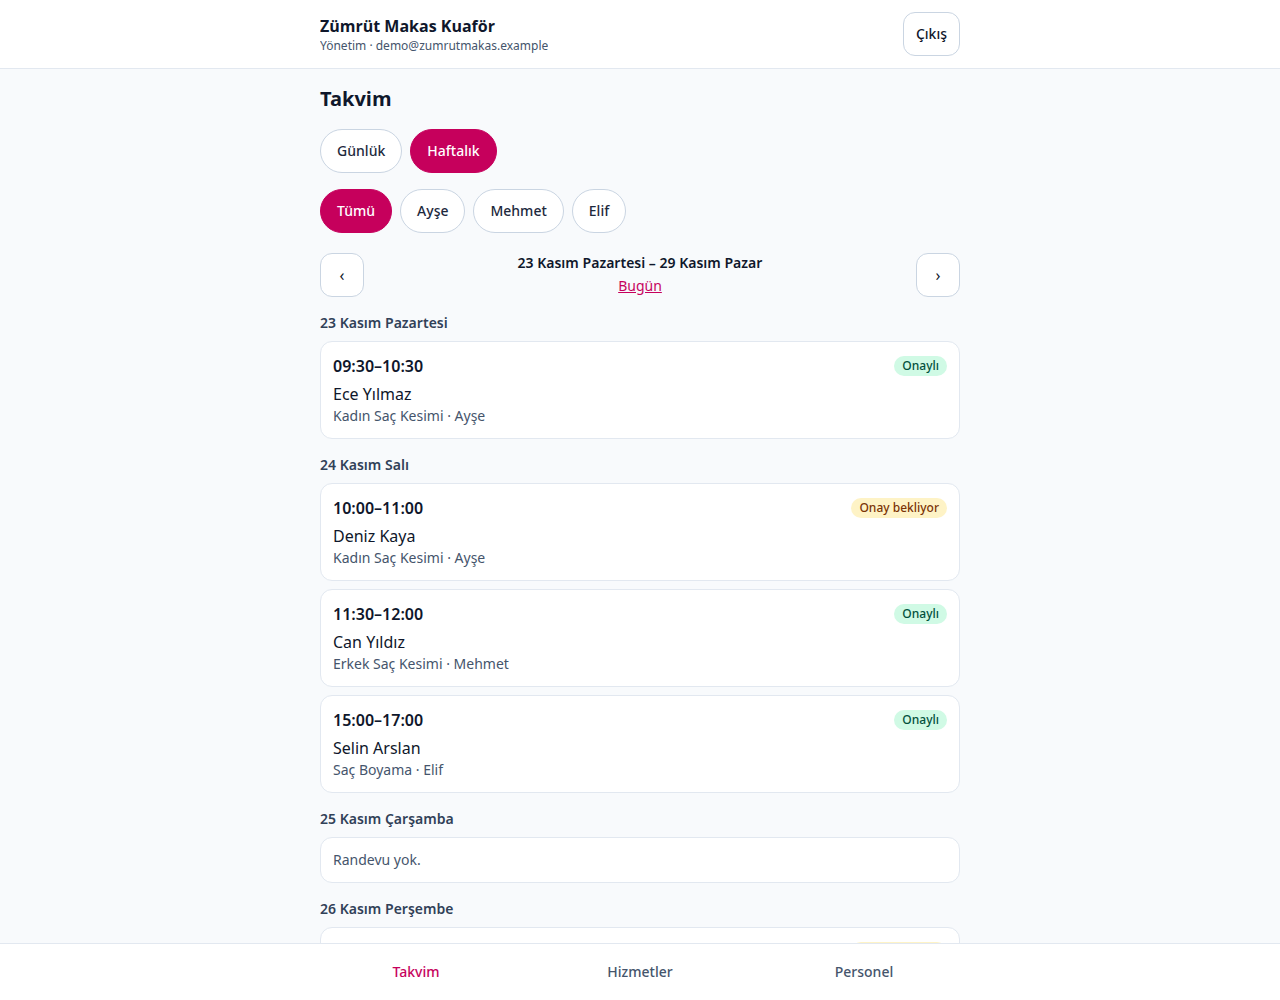 Zümrüt Makas Kuaför
Yönetim · demo@zumrutmakas.example
Çıkış
Takvim
Günlük
Haftalık
Tümü
Ayşe
Mehmet
Elif
‹
23 Kasım Pazartesi – 29 Kasım Pazar
Bugün
›
23 Kasım Pazartesi
09:30–10:30
Onaylı
Ece Yılmaz
Kadın Saç Kesimi · Ayşe
24 Kasım Salı
10:00–11:00
Onay bekliyor
Deniz Kaya
Kadın Saç Kesimi · Ayşe
11:30–12:00
Onaylı
Can Yıldız
Erkek Saç Kesimi · Mehmet
15:00–17:00
Onaylı
Selin Arslan
Saç Boyama · Elif
25 Kasım Çarşamba
Randevu yok.
26 Kasım Perşembe
Takvim
Hizmetler
Personel